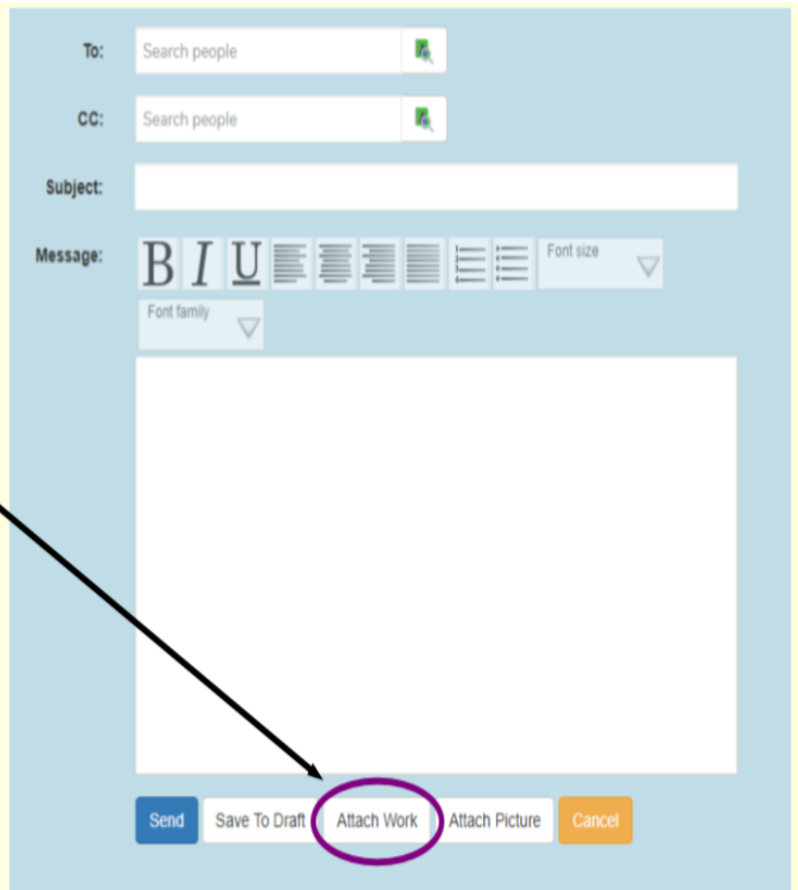 To: Search people
CC: Search people
Subject:
Message: B I U Font size
Font family
Send Save To Draft Attach Work Attach Picture Cancel